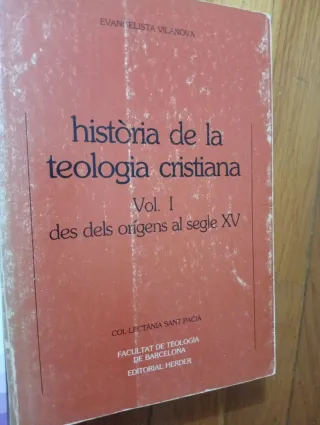 EVANGELISTA VILANOVA
història de la
teologia cristiana
Vol. I
des dels orígens al segle XV
COL·LECTÀNIA SANT PACIÀ
FACULTAT DE TEOLOGIA
DE BARCELONA
EDITORIAL HERDER